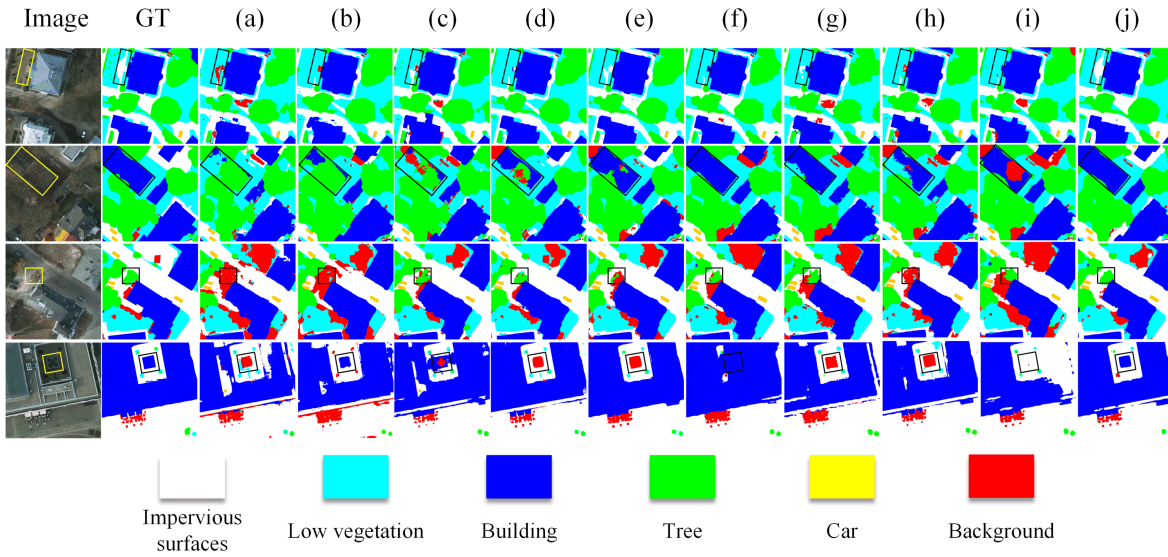 Image GT (a) (b) (c) (d) (e) (f) (g) (h) (i) (j)
Impervious surfaces
Low vegetation
Building
Tree
Car
Background